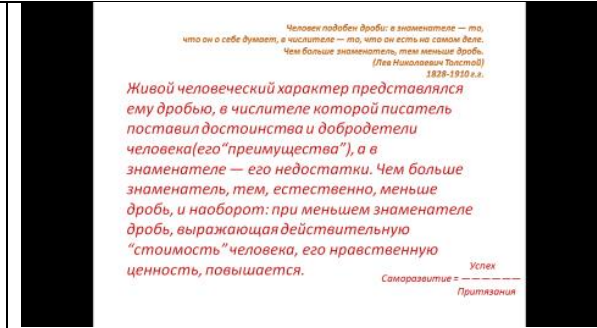 Человек подобен дроби: в знаменателе — то,
что он о себе думает, в числителе — то, что он есть на самом деле.
Чем больше знаменатель, тем меньше дробь.
(Лев Николаевич Толстой)
1828-1910 г.г.
Живой человеческий характер представлялся
ему дробью, в числителе которой писатель
поставил достоинства и добродетели
человека(его“преимущества”), а в
знаменателе — его недостатки. Чем больше
знаменатель, тем, естественно, меньше
дробь, и наоборот: при меньшем знаменателе
дробь, выражающая действительную
“стоимость” человека, его нравственную
ценность, повышается.
Успех
Саморазвитие = — — — — — —
Притязания